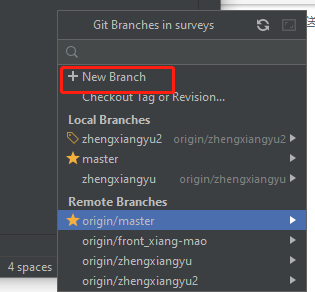 Git Branches in surveys
+ New Branch
Checkout Tag or Revision...
Local Branches
zhengxiangyu2 origin/zhengxiangyu2
master
zhengxiangyu origin/zhengxiangyu
Remote Branches
origin/master
origin/front_xiang-mao
origin/zhengxiangyu
origin/zhengxiangyu2
4 spaces